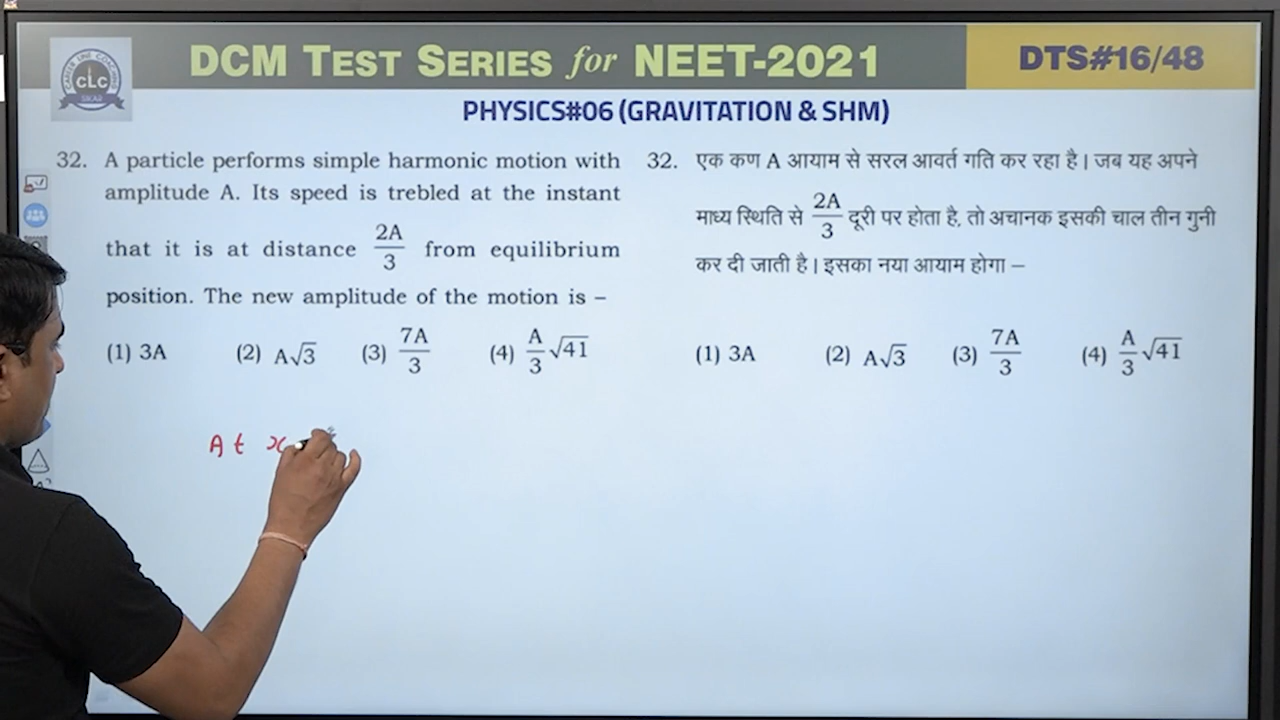 DCM TEST SERIES for NEET-2021
DTS#16/48
CLC
SIKAR
PHYSICS#06 (GRAVITATION & SHM)
32. A particle performs simple harmonic motion with
amplitude A. Its speed is trebled at the instant
that it is at distance 2A/3 from equilibrium
position. The new amplitude of the motion is –
(1) 3A (2) A√3 (3) 7A/3 (4) A/3 √41
32. एक कण A आयाम से सरल आवर्त गति कर रहा है। जब यह अपने
माध्य स्थिति से 2A/3 दूरी पर होता है, तो अचानक इसकी चाल तीन गुनी
कर दी जाती है। इसका नया आयाम होगा –
(1) 3A (2) A√3 (3) 7A/3 (4) A/3 √41
At x